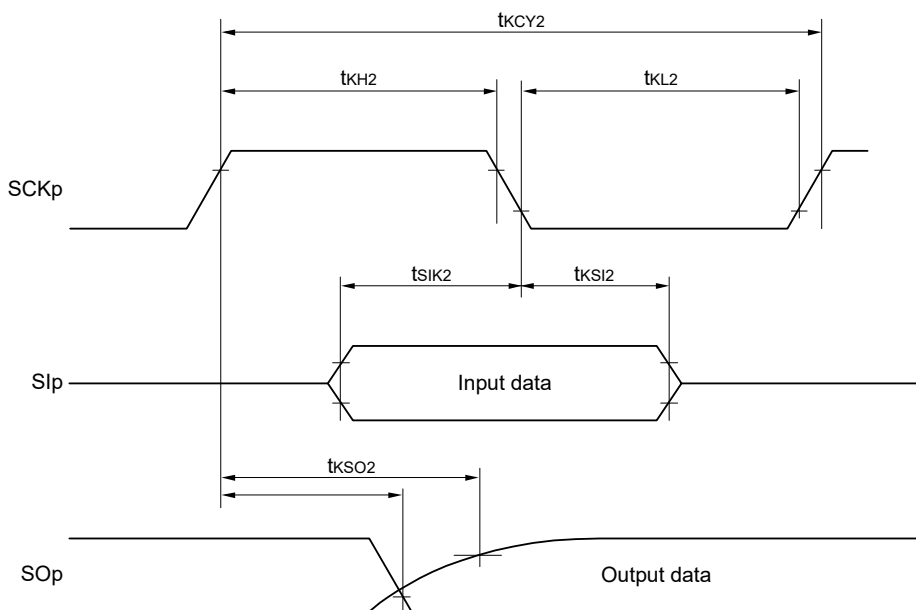 tKCY2
tKH2
tKL2
SCKp
tSIK2
tKSI2
SIp
Input data
tKSO2
SOp
Output data